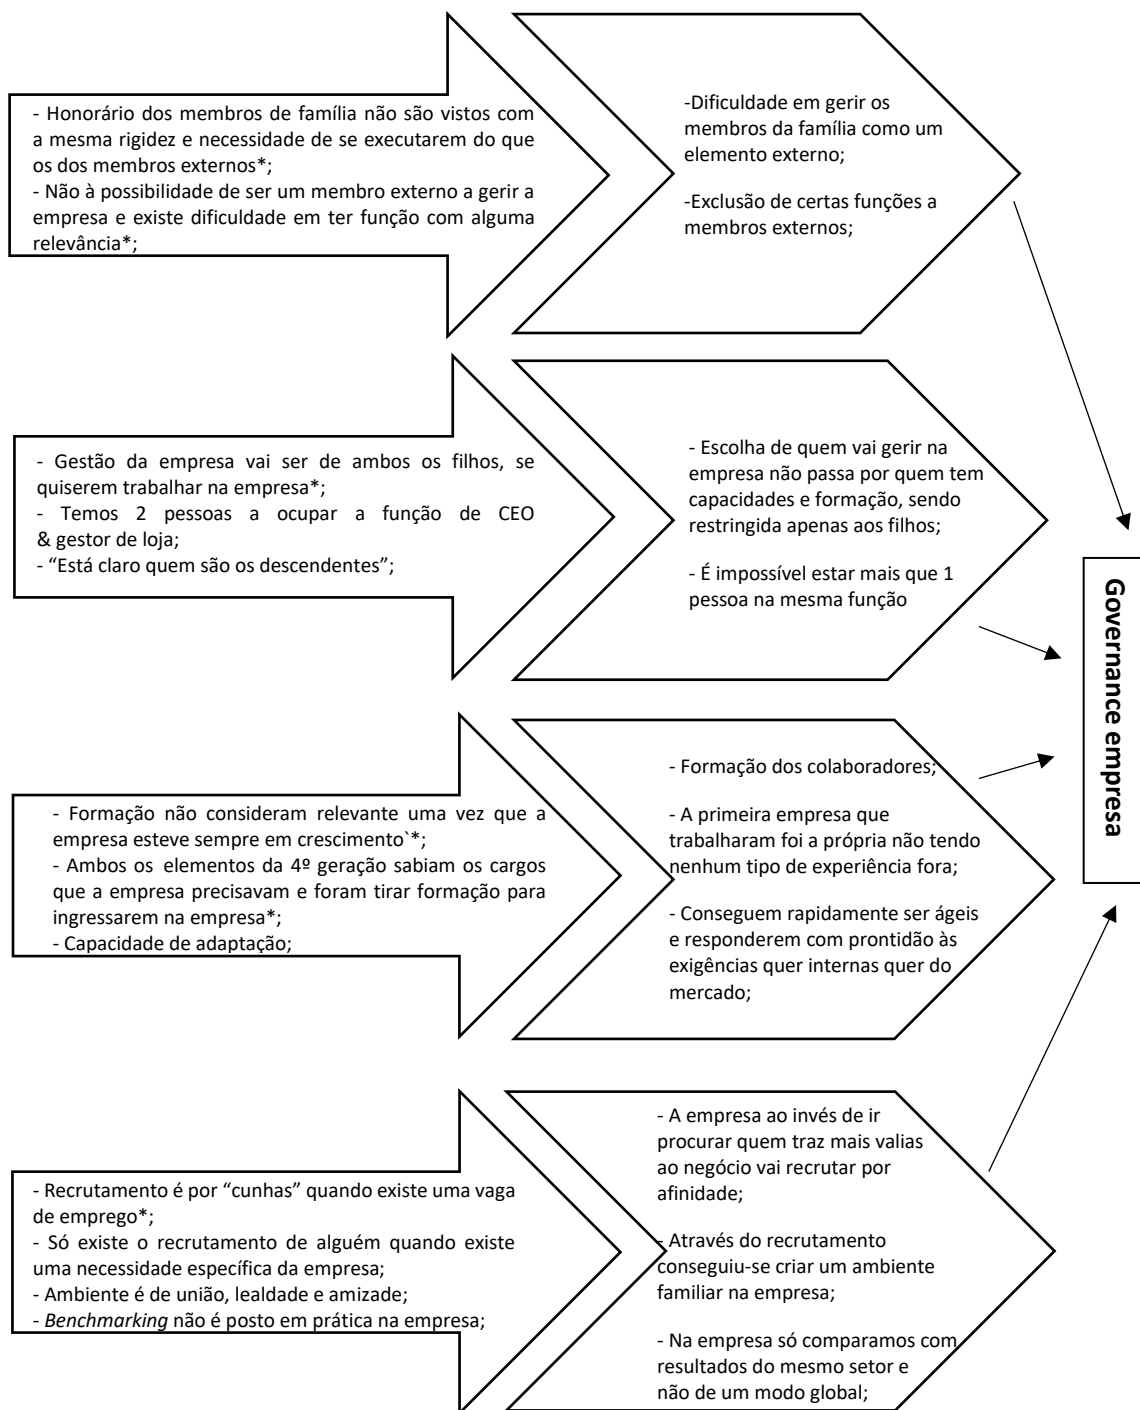 - Honorário dos membros de família não são vistos com
a mesma rigidez e necessidade de se executarem do que
os dos membros externos*;
- Não à possibilidade de ser um membro externo a gerir a
empresa e existe dificuldade em ter função com alguma
relevância*;
-Dificuldade em gerir os
membros da família como um
elemento externo;
-Exclusão de certas funções a
membros externos;
- Gestão da empresa vai ser de ambos os filhos, se
quiserem trabalhar na empresa*;
- Temos 2 pessoas a ocupar a função de CEO
& gestor de loja;
- “Está claro quem são os descendentes”;
- Escolha de quem vai gerir na
empresa não passa por quem tem
capacidades e formação, sendo
restringida apenas aos filhos;
- É impossível estar mais que 1
pessoa na mesma função
- Formação não consideram relevante uma vez que a
empresa esteve sempre em crescimento`*;
- Ambos os elementos da 4º geração sabiam os cargos
que a empresa precisavam e foram tirar formação para
ingressarem na empresa*;
- Capacidade de adaptação;
- Formação dos colaboradores;
- A primeira empresa que
trabalharam foi a própria não tendo
nenhum tipo de experiência fora;
- Conseguem rapidamente ser ágeis
e responderem com prontidão às
exigências quer internas quer do
mercado;
- Recrutamento é por “cunhas” quando existe uma vaga
de emprego*;
- Só existe o recrutamento de alguém quando existe
uma necessidade específica da empresa;
- Ambiente é de união, lealdade e amizade;
- Benchmarking não é posto em prática na empresa;
- A empresa ao invés de ir
procurar quem traz mais valias
ao negócio vai recrutar por
afinidade;
- Através do recrutamento
conseguiu-se criar um ambiente
familiar na empresa;
- Na empresa só comparamos com
resultados do mesmo setor e
não de um modo global;
Governance empresa